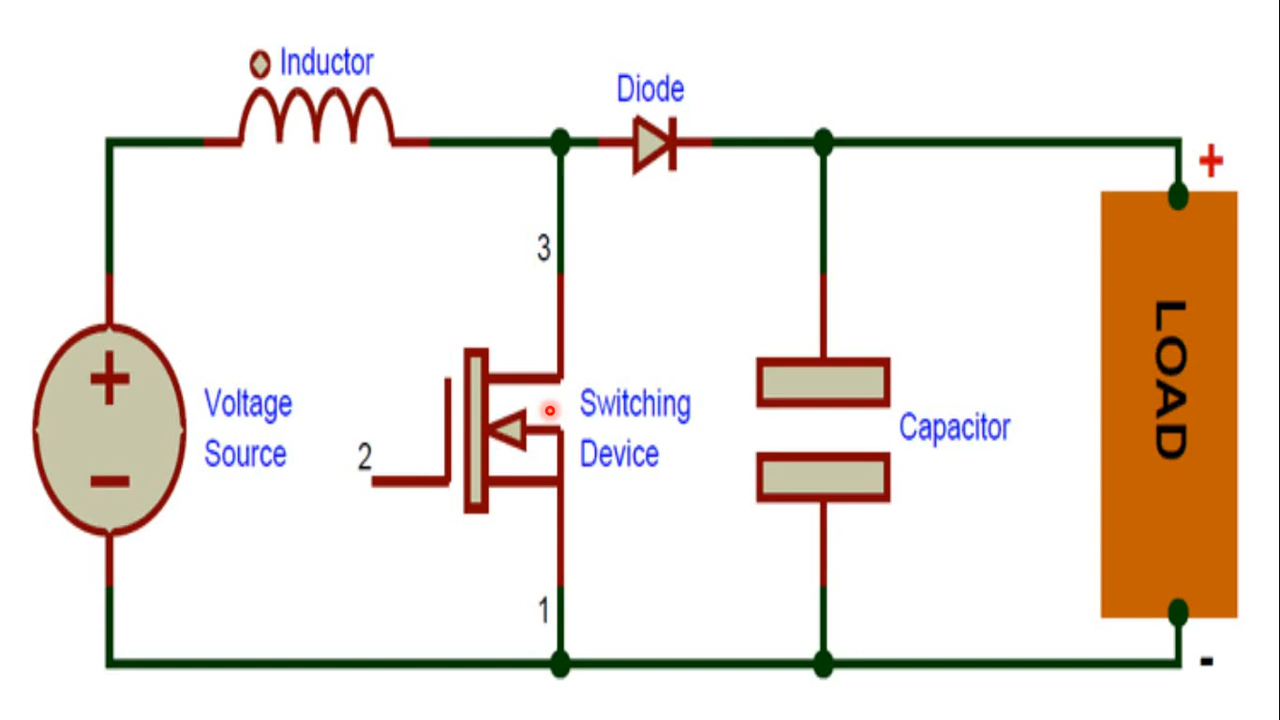 Inductor
Diode
+
3
Voltage
Source
+
-
2
Switching
Device
Capacitor
LOAD
1
-